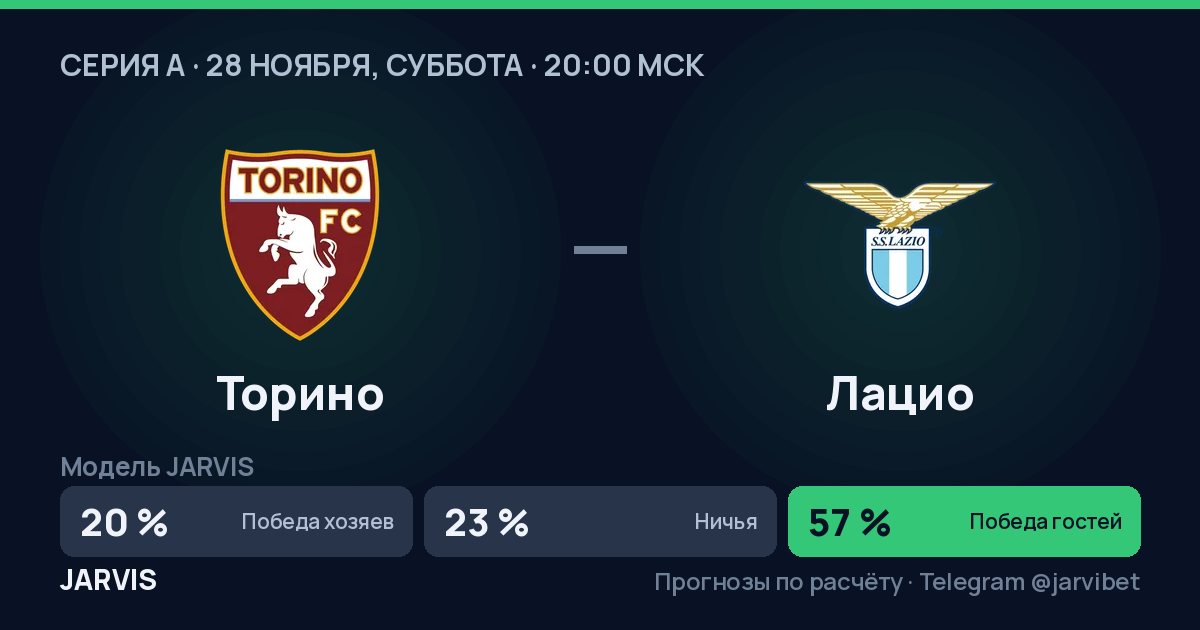 СЕРИЯ А · 28 НОЯБРЯ, СУББОТА · 20:00 МСК
TORINO
FC
S.S.LAZIO
—
Торино
Лацио
Модель JARVIS
20 % Победа хозяев
23 % Ничья
57 % Победа гостей
JARVIS
Прогнозы по расчёту · Telegram @jarvibet